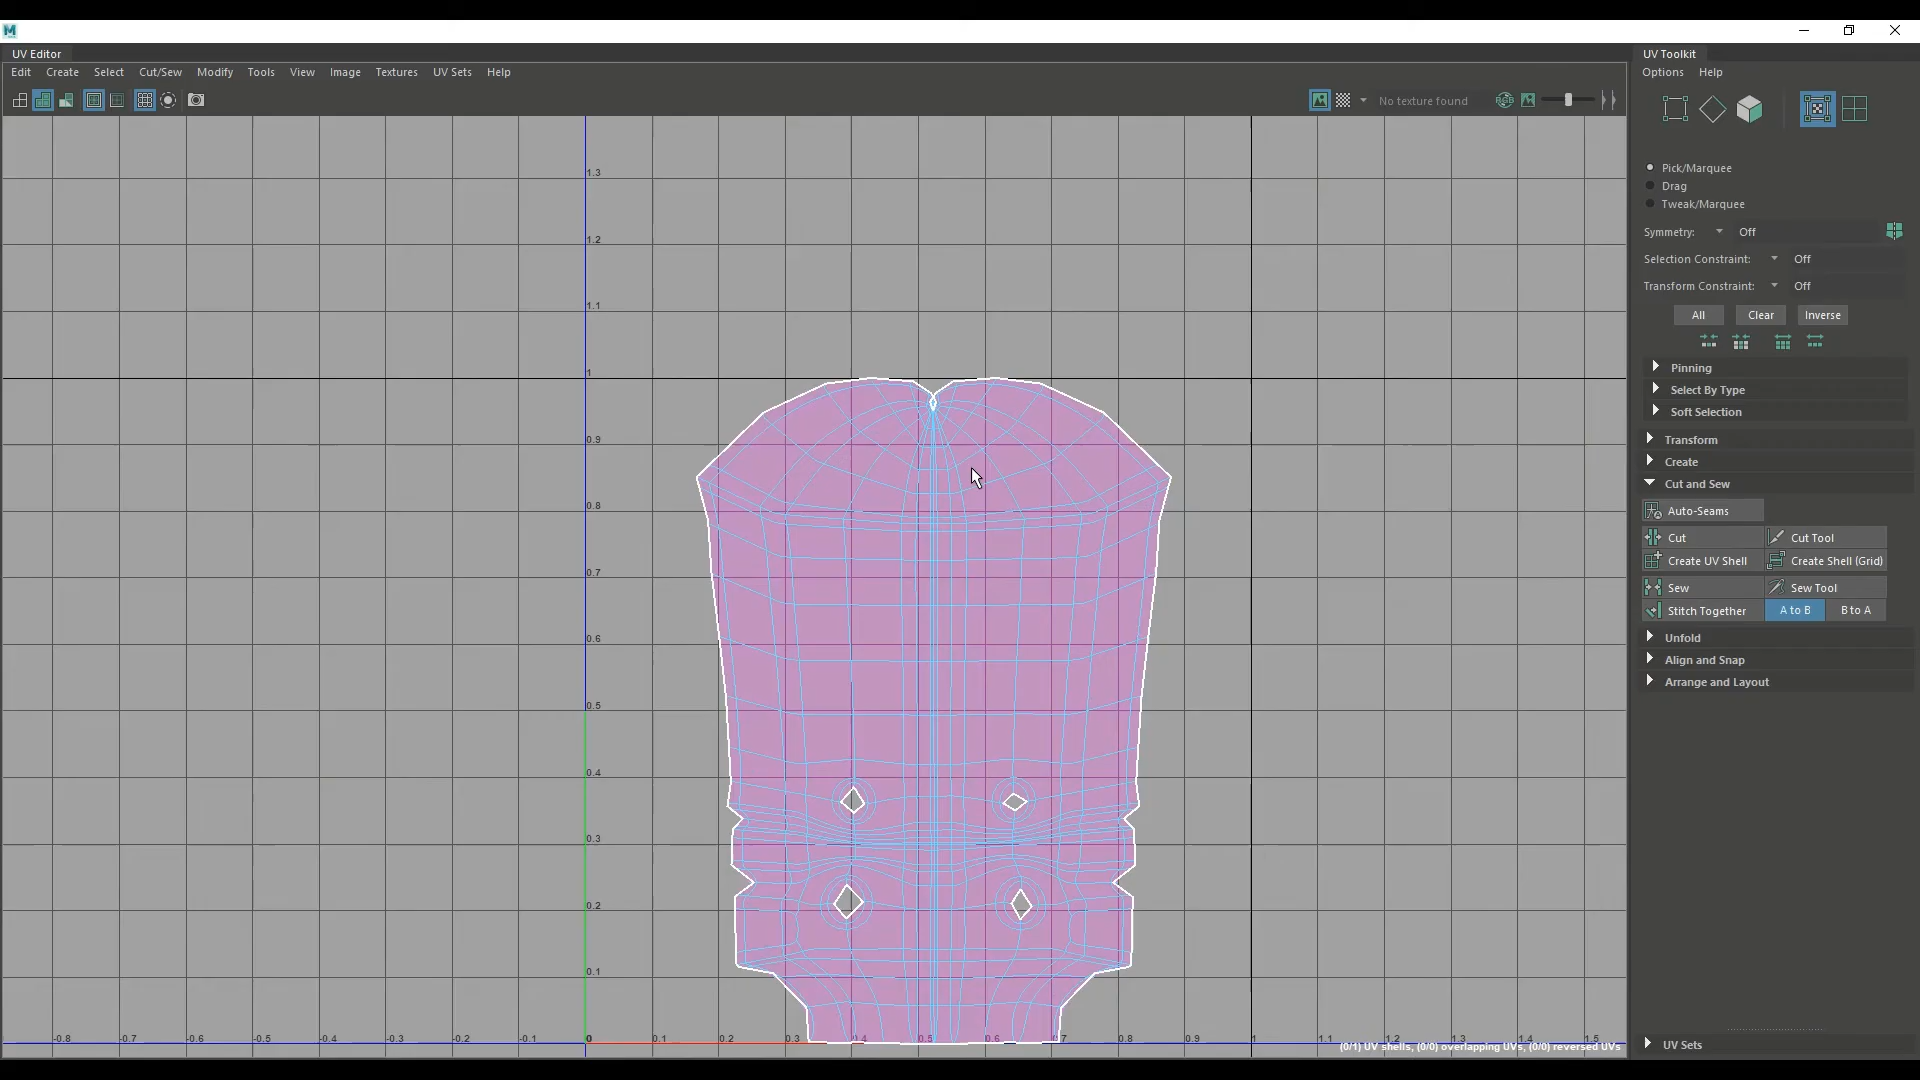 M
UV Editor
UV Toolkit
Edit Create Select Cut/Sew Modify Tools View Image Textures UV Sets Help
Options Help
No texture found
RGB
Pick/Marquee
Drag
Tweak/Marquee
Symmetry: Off
Selection Constraint: Off
Transform Constraint: Off
All Clear Inverse
Pinning
Select By Type
Soft Selection
Transform
Create
Cut and Sew
Auto-Seams
Cut Cut Tool
Create UV Shell Create Shell (Grid)
Sew Sew Tool
Stitch Together A to B B to A
Unfold
Align and Snap
Arrange and Layout
UV Sets
1.3
1.2
1.1
1
0.9
0.8
0.7
0.6
0.5
0.4
0.3
0.2
0.1
-0.8 -0.7 -0.6 -0.5 -0.4 -0.3 -0.2 -0.1 0 0.1 0.2 0.3 0.4 0.5 0.6 0.7 0.8 0.9 1 1.1 1.2 1.3 1.4 1.5
(0/1) UV shells, (0/0) overlapping UVs, (0/0) reversed UVs